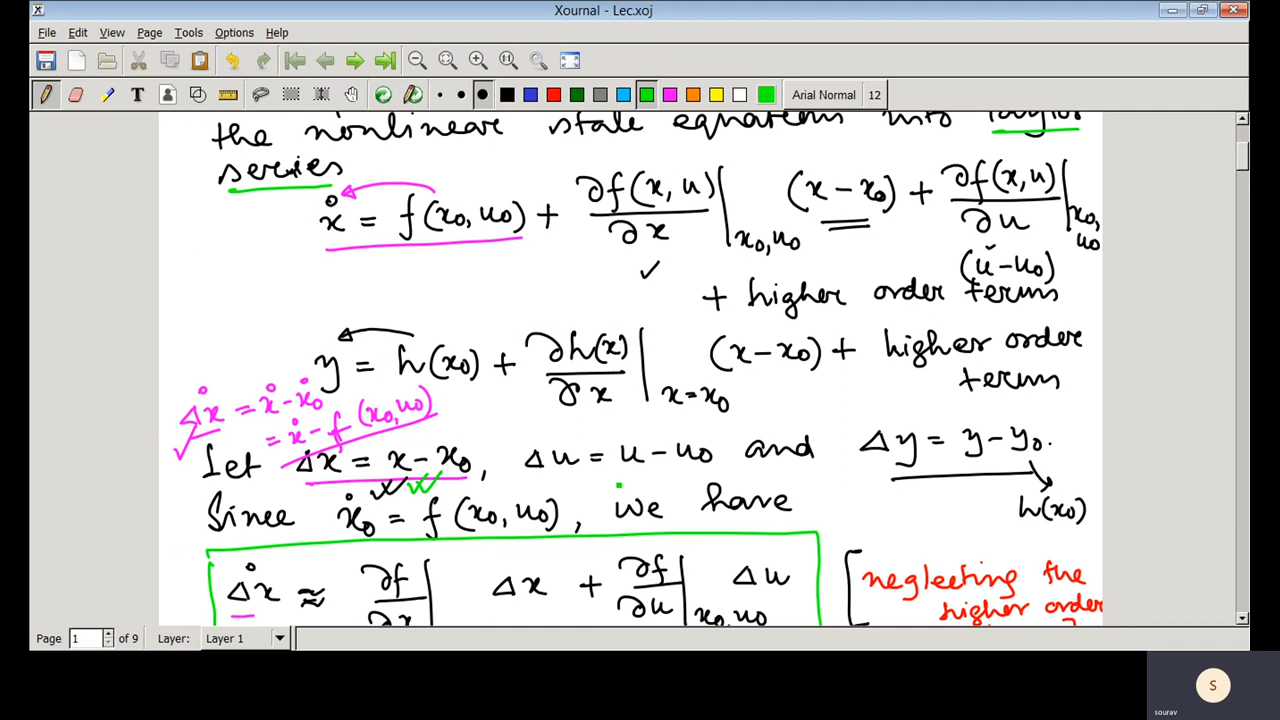 Xournal - Lec.xoj
File Edit View Page Tools Options Help
Arial Normal 12
the nonlinear state equations into Taylor
series
ẋ = f(x0, u0) + ∂f(x, u)/∂x |x0, u0 (x − x0) + ∂f(x, u)/∂u |x0, u0
(u − u0)
+ higher order terms
y = h(x0) + ∂h(x)/∂x |x=x0 (x − x0) + higher order
terms
Δẋ = ẋ − ẋ0
= ẋ − f(x0, u0)
Let Δx = x − x0, Δu = u − u0 and Δy = y − y0.
h(x0)
Since ẋ0 = f(x0, u0), we have
Δẋ ≈ ∂f/∂x | Δx + ∂f/∂u |x0, u0 Δu
[neglecting the
higher order
Page 1 of 9 Layer: Layer 1
S
sourav